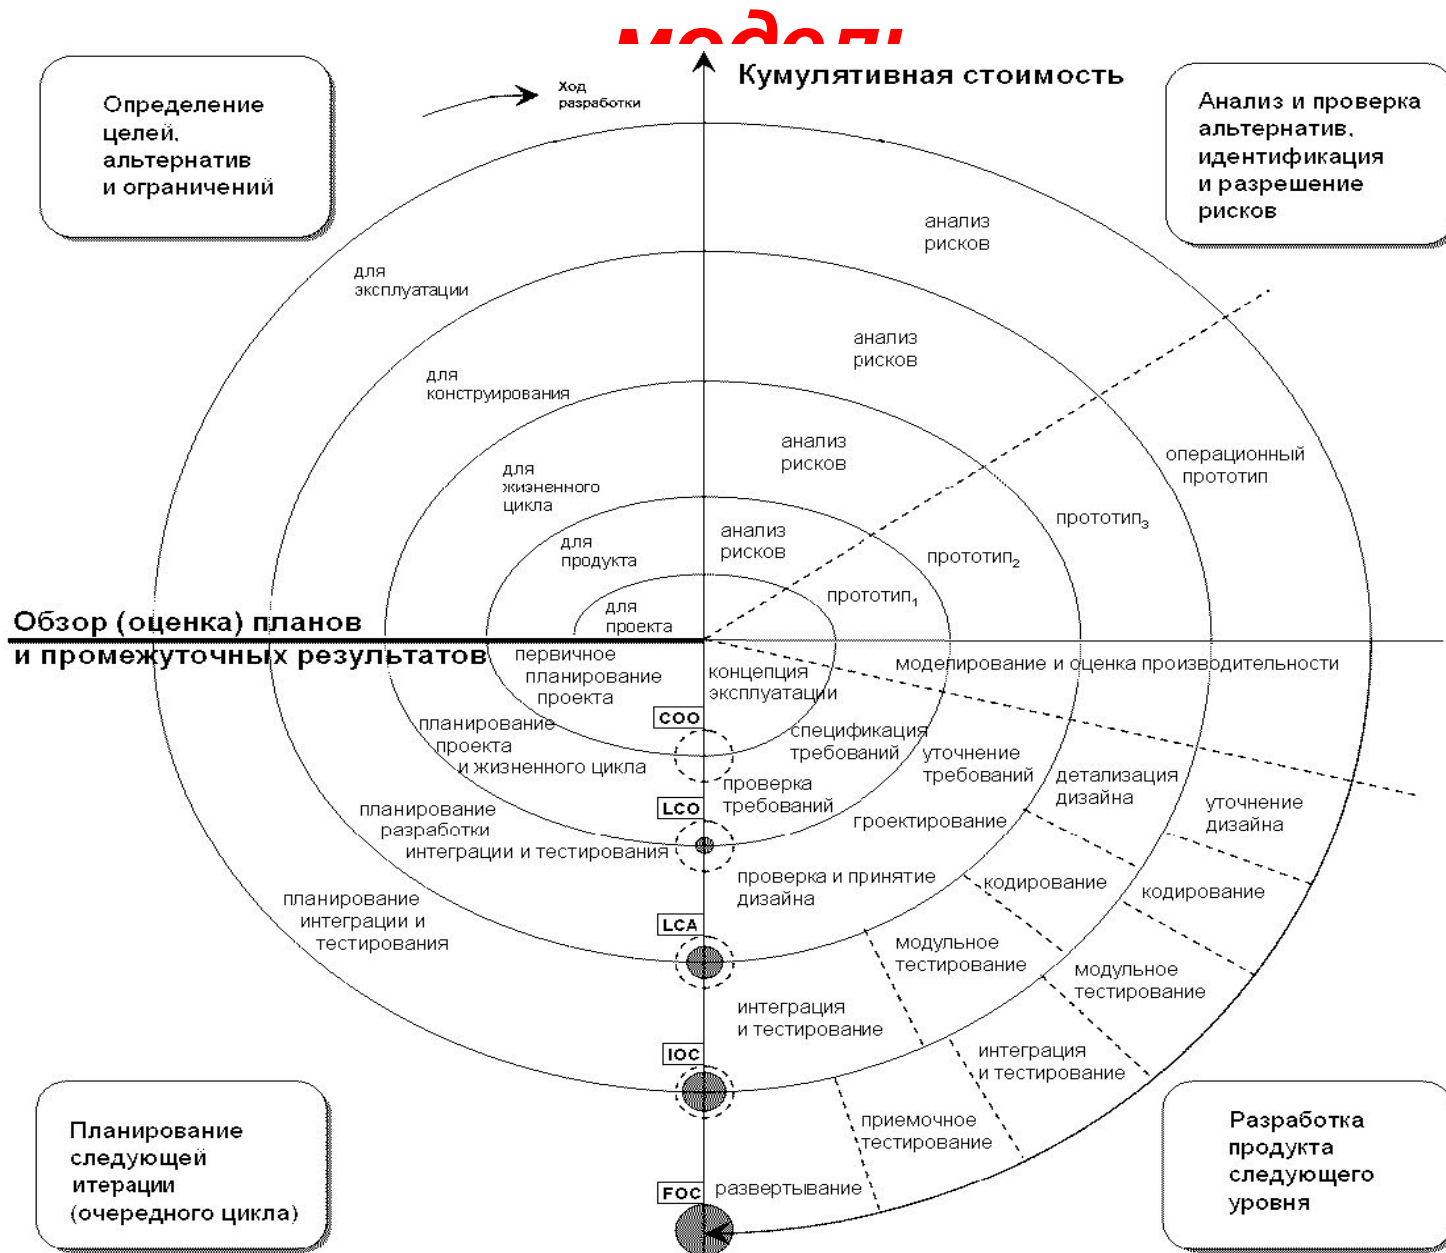 модель
Кумулятивная стоимость
Ход
разработки
Определение
целей,
альтернатив
и ограничений
Анализ и проверка
альтернатив,
идентификация
и разрешение
рисков
анализ
рисков
для
эксплуатации
анализ
рисков
для
конструирования
анализ
рисков
операционный
прототип
для
жизненного
цикла
прототип3
анализ
рисков
для
продукта
прототип2
прототип1
для
проекта
Обзор (оценка) планов
и промежуточных результатов
первичное
планирование
проекта
концепция
эксплуатации
моделирование и оценка производительности
COO
планирование
проекта
и жизненного цикла
спецификация
требований
уточнение
требований
детализация
дизайна
уточнение
дизайна
проверка
требований
LCO
планирование
разработки
интеграции и тестирования
гроектирование
проверка и принятие
дизайна
кодирование
кодирование
планирование
интеграции и
тестирования
LCA
модульное
тестирование
модульное
тестирование
интеграция
и тестирование
IOC
интеграция
и тестирование
приемочное
тестирование
FOC
развертывание
Планирование
следующей
итерации
(очередного цикла)
Разработка
продукта
следующего
уровня